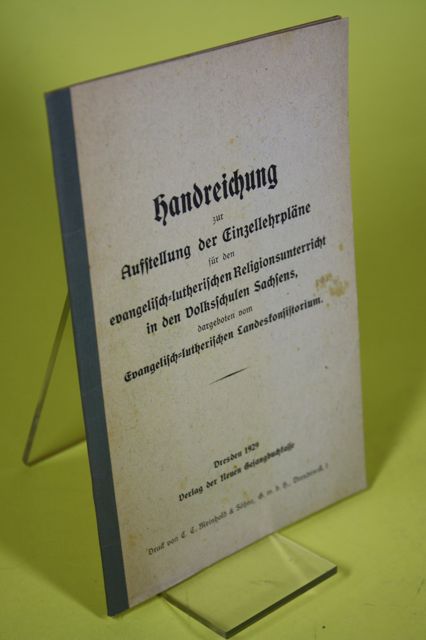 Handreichung
zur
Aufstellung der Einzellehrpläne
für den
evangelisch=lutherischen Religionsunterricht
in den Volksschulen Sachsens,
dargeboten vom
Evangelisch=lutherischen Landeskonsistorium.
Dresden 1929
Verlag der Neuen Gesangbuchkasse
Druck von C. C. Meinhold & Söhne, G. m. b. H., Dresden=A. 1